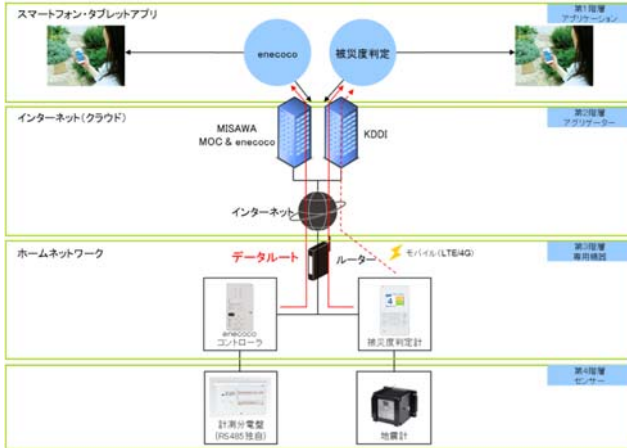 スマートフォン・タブレットアプリ
第1階層
アプリケーション
enecoco
被災度判定
インターネット(クラウド)
第2階層
アグリゲーター
MISAWA
MOC & enecoco
KDDI
インターネット
ホームネットワーク
第3階層
専用機器
データルート
ルーター
モバイル(LTE/4G)
enecoco
コントローラ
被災度判定計
第4階層
センサー
計測分電盤
(RS485独自)
地震計